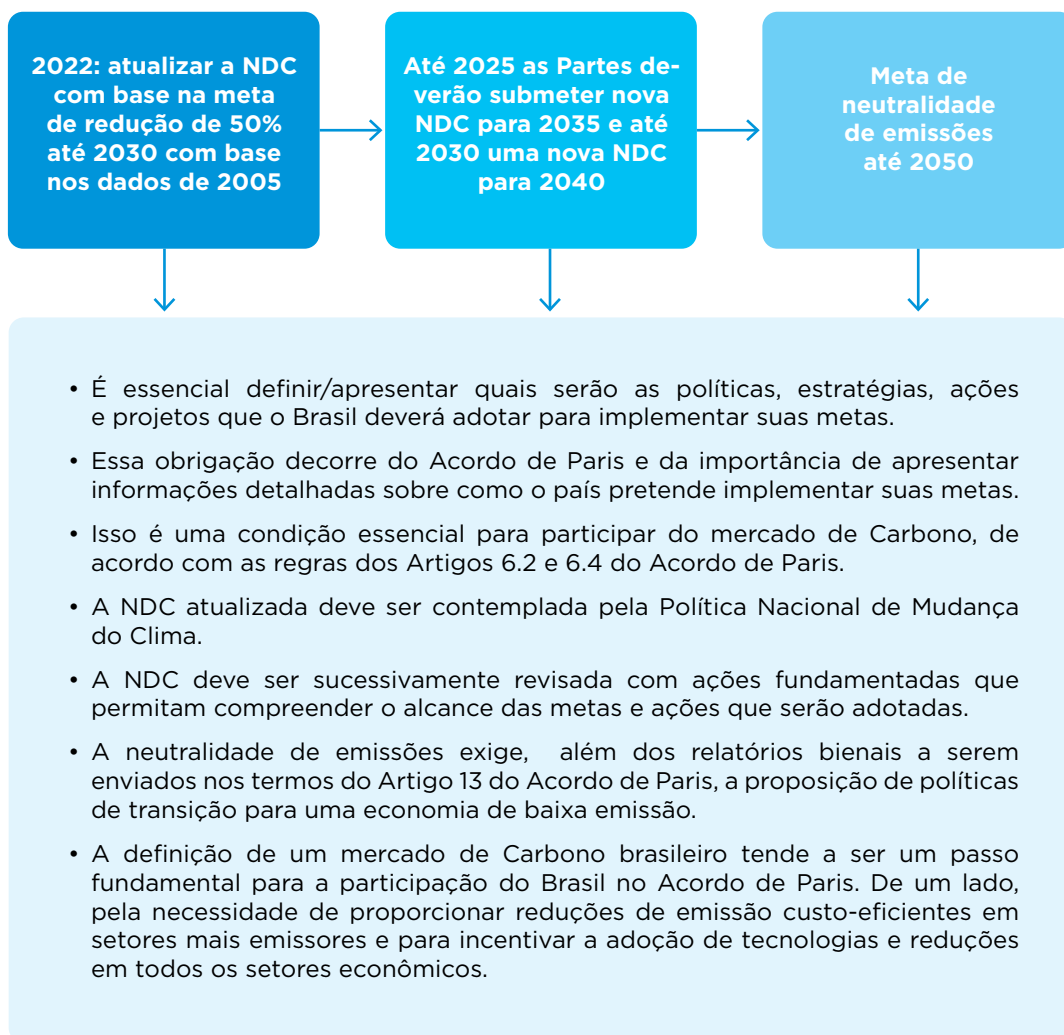 2022: atualizar a NDC
com base na meta
de redução de 50%
até 2030 com base
nos dados de 2005
Até 2025 as Partes de-
verão submeter nova
NDC para 2035 e até
2030 uma nova NDC
para 2040
Meta de
neutralidade
de emissões
até 2050
• É essencial definir/apresentar quais serão as políticas, estratégias, ações
e projetos que o Brasil deverá adotar para implementar suas metas.
• Essa obrigação decorre do Acordo de Paris e da importância de apresentar
informações detalhadas sobre como o país pretende implementar suas metas.
• Isso é uma condição essencial para participar do mercado de Carbono, de
acordo com as regras dos Artigos 6.2 e 6.4 do Acordo de Paris.
• A NDC atualizada deve ser contemplada pela Política Nacional de Mudança
do Clima.
• A NDC deve ser sucessivamente revisada com ações fundamentadas que
permitam compreender o alcance das metas e ações que serão adotadas.
• A neutralidade de emissões exige, além dos relatórios bienais a serem
enviados nos termos do Artigo 13 do Acordo de Paris, a proposição de políticas
de transição para uma economia de baixa emissão.
• A definição de um mercado de Carbono brasileiro tende a ser um passo
fundamental para a participação do Brasil no Acordo de Paris. De um lado,
pela necessidade de proporcionar reduções de emissão custo-eficientes em
setores mais emissores e para incentivar a adoção de tecnologias e reduções
em todos os setores econômicos.